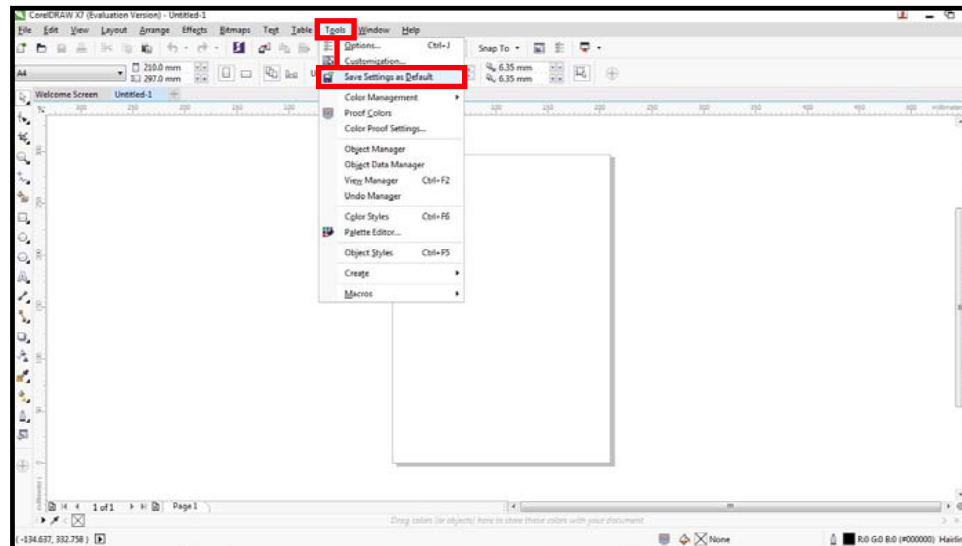 CorelDRAW X7 (Evaluation Version) - Untitled-1
File Edit View Layout Arrange Effects Bitmaps Text Table Tools Window Help
Options... Ctrl+J
Snap To
Customization...
A4
210.0 mm
297.0 mm
U
6.35 mm
6.35 mm
Save Settings as Default
Welcome Screen Untitled-1
Color Management
Proof Colors
Color Proof Settings...
Object Manager
Object Data Manager
View Manager Ctrl+F2
Undo Manager
Color Styles Ctrl+F6
Palette Editor...
Object Styles Ctrl+F5
Create
Macros
1 of 1 Page 1
Drag colors (or objects) here to store these colors with your document
(-134.637, 332.758 ) None R:0 G:0 B:0 (#000000) Hairlin